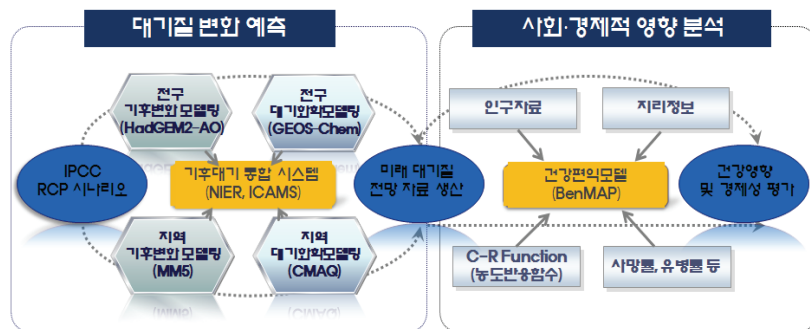 대기질 변화 예측
사회·경제적 영향 분석
전구
기후변화 모델링
(HadGEM2-AO)
전구
대기화학모델링
(GEOS-Chem)
인구자료
지리정보
IPCC
RCP 시나리오
기후대기 통합 시스템
(NIER, ICAMS)
미래 대기질
전망 자료 생산
건강편익모델
(BenMAP)
건강영향
및 경제성 평가
지역
기후변화 모델링
(MM5)
지역
대기화학모델링
(CMAQ)
C-R Function
(농도반응함수)
사망률, 유병률 등